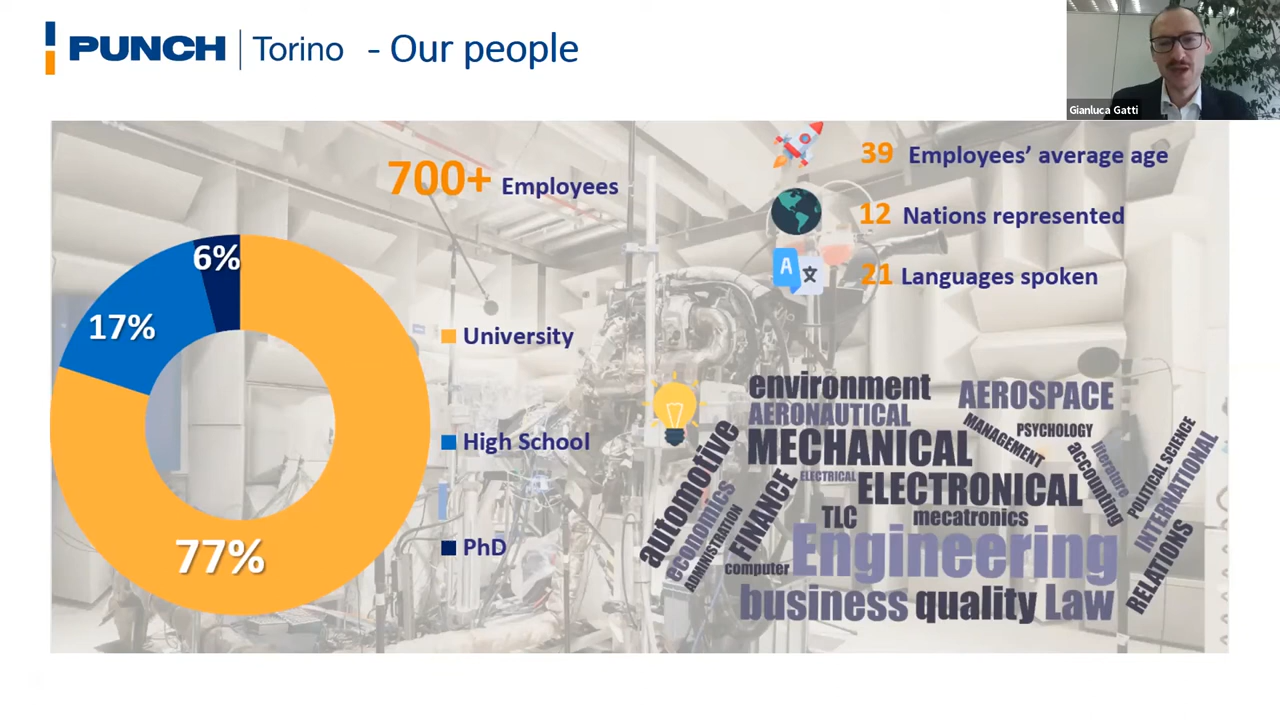 PUNCH Torino - Our people
Gianluca Gatti
700+ Employees
39 Employees' average age
12 Nations represented
21 Languages spoken
A 文
6%
17%
77%
University
High School
PhD
environment
AEROSPACE
AERONAUTICAL
MECHANICAL
MANAGEMENT
PSYCHOLOGY
accounting
literature
POLITICAL SCIENCE
INTERNATIONAL
RELATIONS
automotive
economics
ADMINISTRATION
FINANCE
ELECTRICAL
ELECTRONICAL
TLC
mecatronics
computer
Engineering
business quality Law